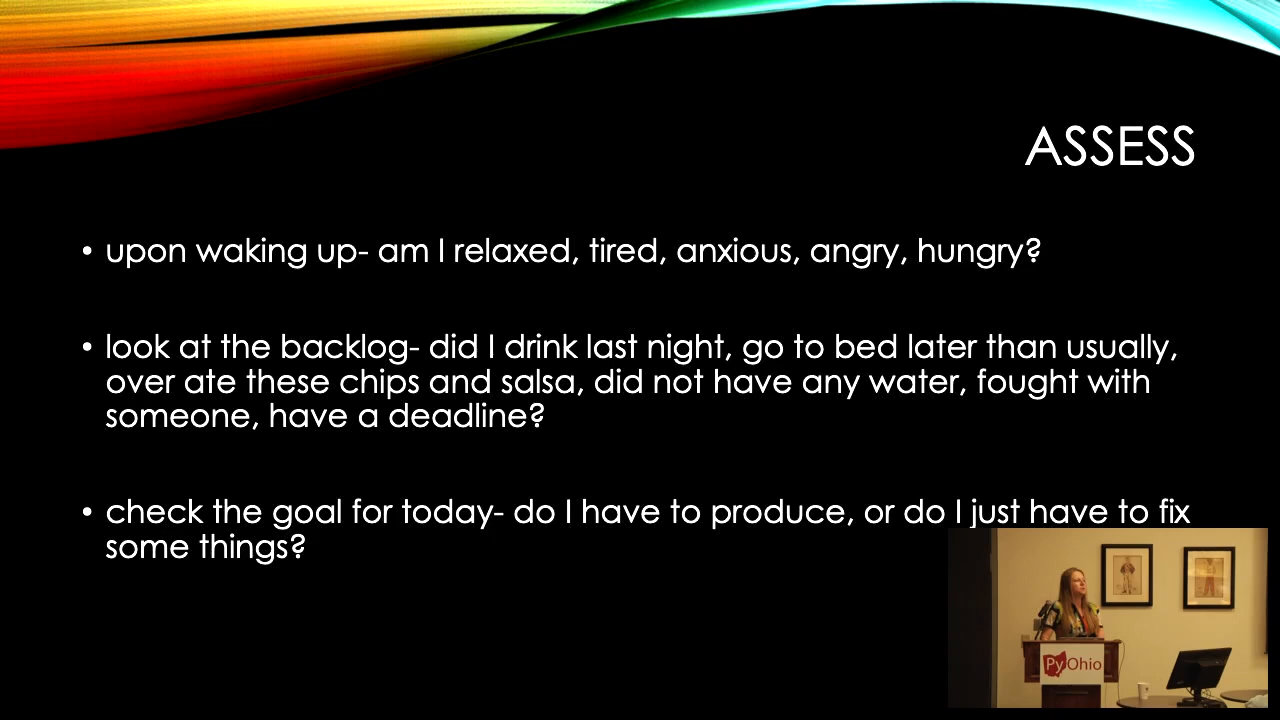 ASSESS
• upon waking up- am I relaxed, tired, anxious, angry, hungry?
• look at the backlog- did I drink last night, go to bed later than usually,
over ate these chips and salsa, did not have any water, fought with
someone, have a deadline?
• check the goal for today- do I have to produce, or do I just have to fix
some things?
PyOhio